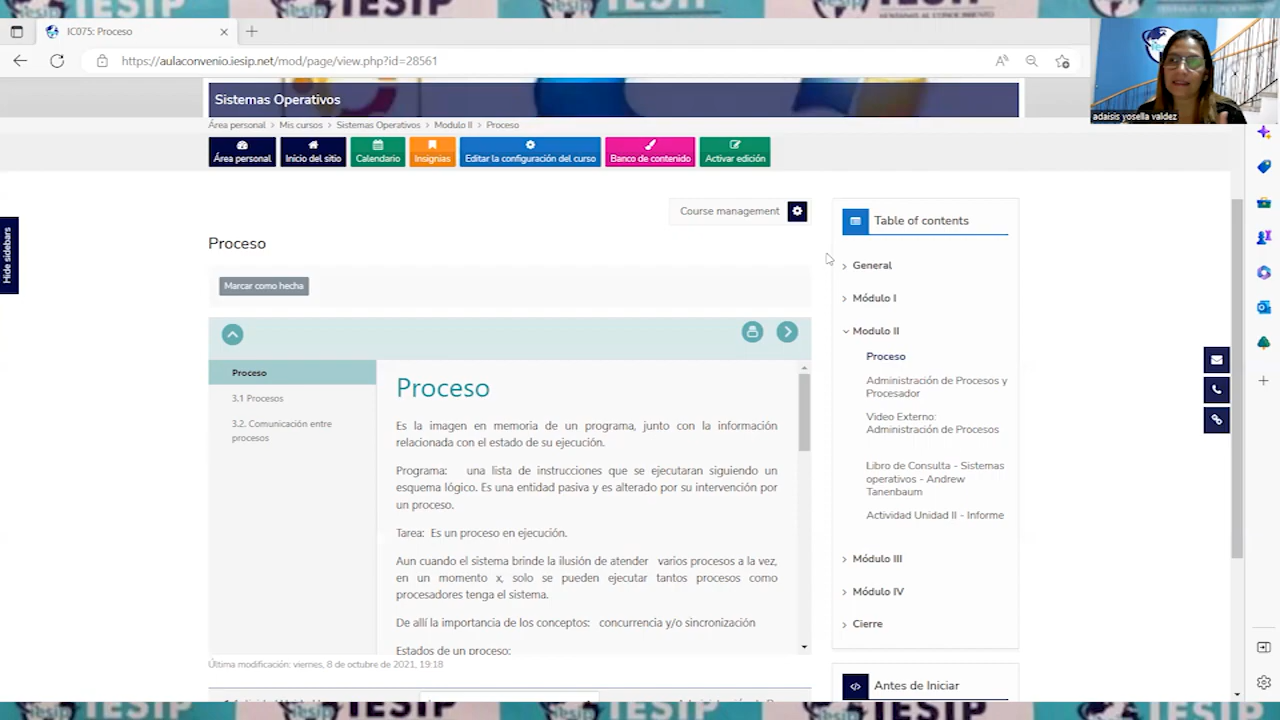 IESIP
IC075: Proceso
https://aulaconvenio.iesip.net/mod/page/view.php?id=28561
adaisis yosella valdez
Sistemas Operativos
Área personal
Mis cursos
Sistemas Operativos
Modulo II
Proceso
Área personal
Inicio del sitio
Calendario
Insignias
Editar la configuración del curso
Banco de contenido
Activar edición
Hide sidebars
Course management
Proceso
Marcar como hecha
Proceso
3.1 Procesos
3.2. Comunicación entre
procesos
Proceso
Es la imagen en memoria de un programa, junto con la información
relacionada con el estado de su ejecución.
Programa: una lista de instrucciones que se ejecutaran siguiendo un
esquema lógico. Es una entidad pasiva y es alterado por su intervención por
un proceso.
Tarea: Es un proceso en ejecución.
Aun cuando el sistema brinde la ilusión de atender varios procesos a la vez,
en un momento x, solo se pueden ejecutar tantos procesos como
procesadores tenga el sistema.
De allí la importancia de los conceptos: concurrencia y/o sincronización
Estados de un proceso:
Última modificación: viernes, 8 de octubre de 2021, 19:18
Table of contents
General
Módulo I
Modulo II
Proceso
Administración de Procesos y
Procesador
Video Externo:
Administración de Procesos
Libro de Consulta - Sistemas
operativos - Andrew
Tanenbaum
Actividad Unidad II - Informe
Módulo III
Módulo IV
Cierre
Antes de Iniciar
IESIP